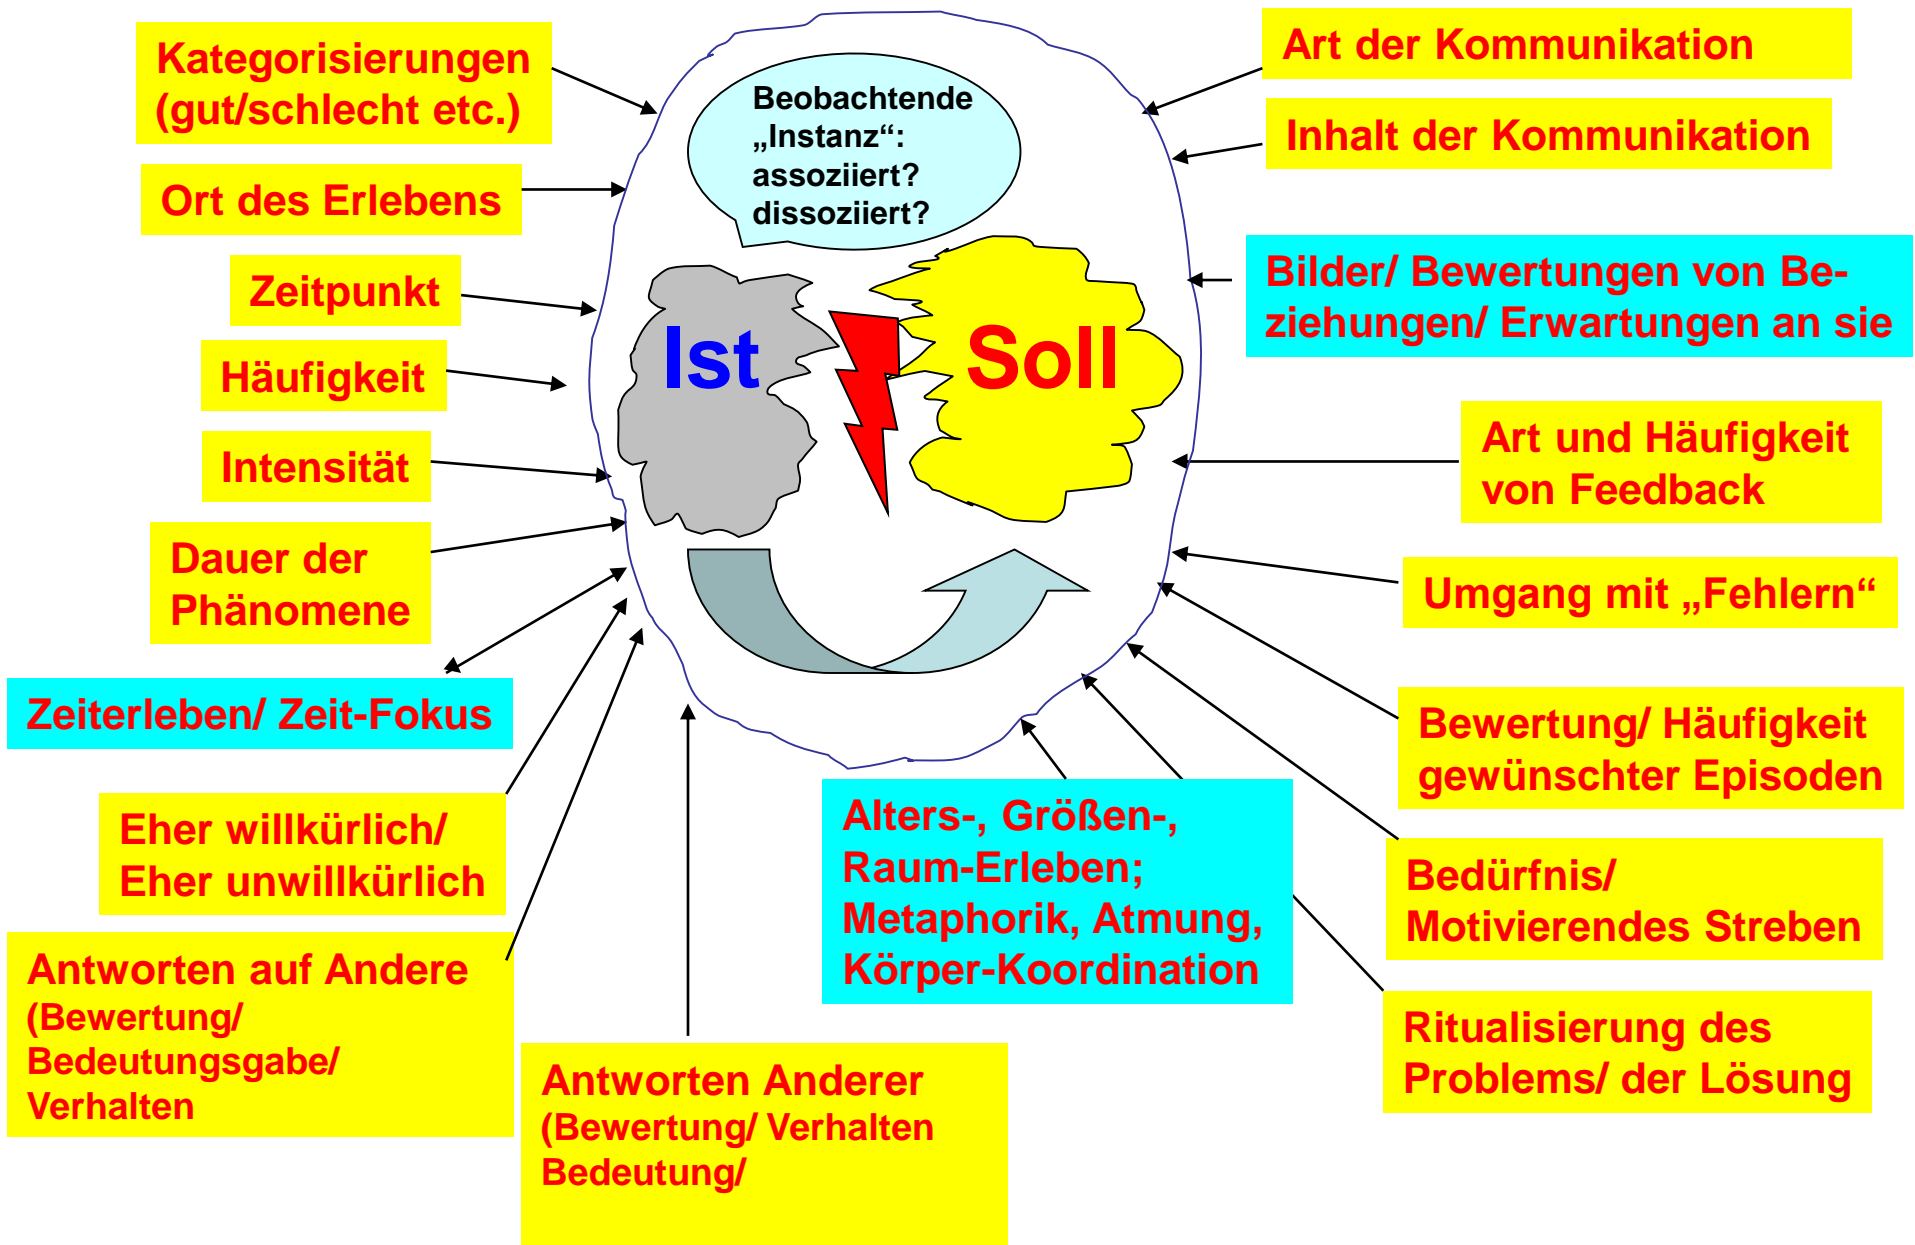 Kategorisierungen
(gut/schlecht etc.)
Ort des Erlebens
Zeitpunkt
Häufigkeit
Intensität
Dauer der
Phänomene
Zeiterleben/ Zeit-Fokus
Eher willkürlich/
Eher unwillkürlich
Antworten auf Andere
(Bewertung/
Bedeutungsgabe/
Verhalten
Beobachtende
„Instanz“:
assoziiert?
dissoziiert?
Ist
Soll
Antworten Anderer
(Bewertung/ Verhalten
Bedeutung/
Alters-, Größen-,
Raum-Erleben;
Metaphorik, Atmung,
Körper-Koordination
Art der Kommunikation
Inhalt der Kommunikation
Bilder/ Bewertungen von Be-
ziehungen/ Erwartungen an sie
Art und Häufigkeit
von Feedback
Umgang mit „Fehlern“
Bewertung/ Häufigkeit
gewünschter Episoden
Bedürfnis/
Motivierendes Streben
Ritualisierung des
Problems/ der Lösung